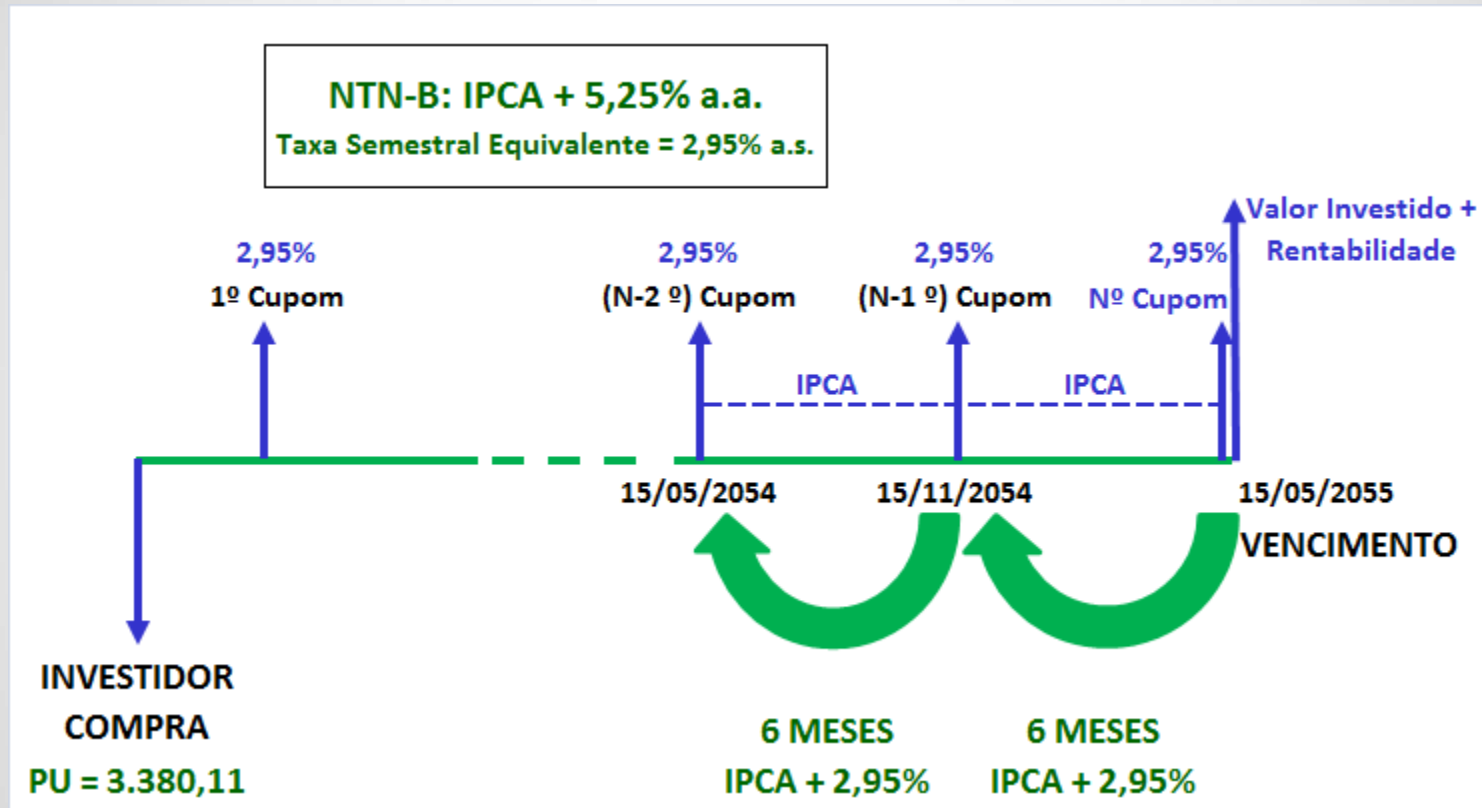 NTN-B: IPCA + 5,25% a.a.
Taxa Semestral Equivalente = 2,95% a.s.
Valor Investido +
Rentabilidade
2,95%
1º Cupom
2,95%
(N-2 º) Cupom
2,95%
(N-1 º) Cupom
2,95%
Nº Cupom
IPCA
IPCA
15/05/2054
15/11/2054
15/05/2055
VENCIMENTO
INVESTIDOR
COMPRA
PU = 3.380,11
6 MESES
IPCA + 2,95%
6 MESES
IPCA + 2,95%